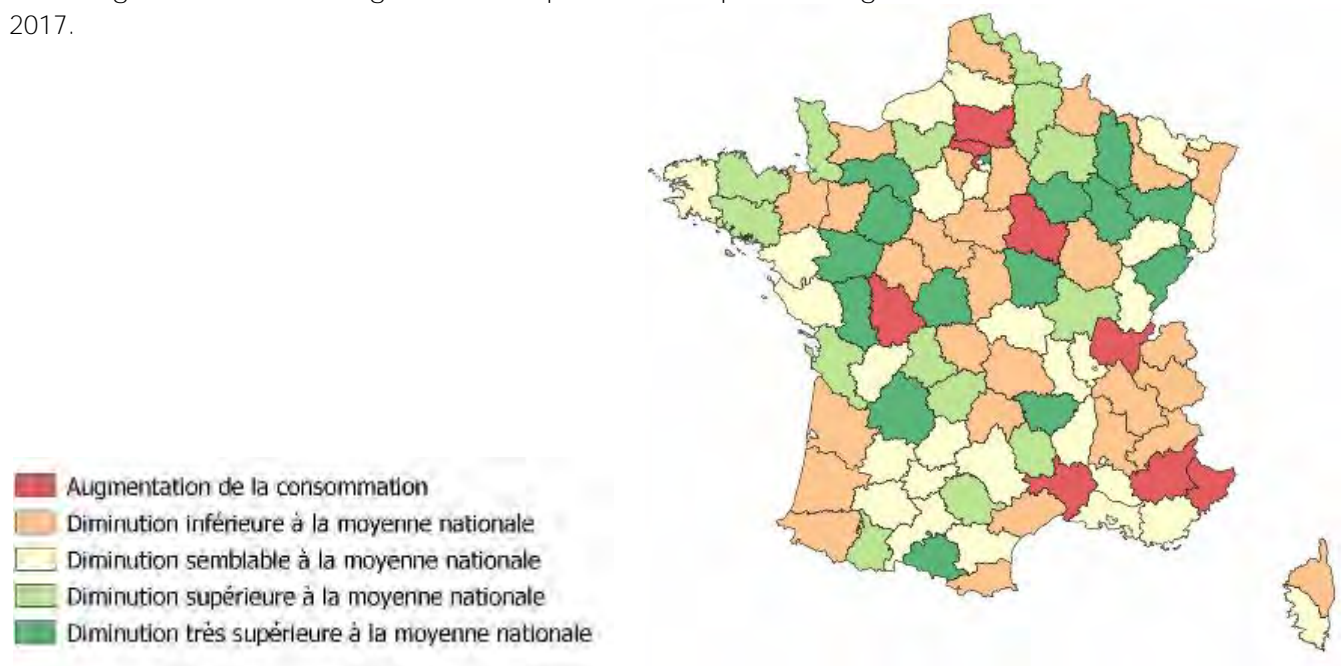 2017.
Augmentation de la consommation
Diminution inférieure à la moyenne nationale
Diminution semblable à la moyenne nationale
Diminution supérieure à la moyenne nationale
Diminution très supérieure à la moyenne nationale